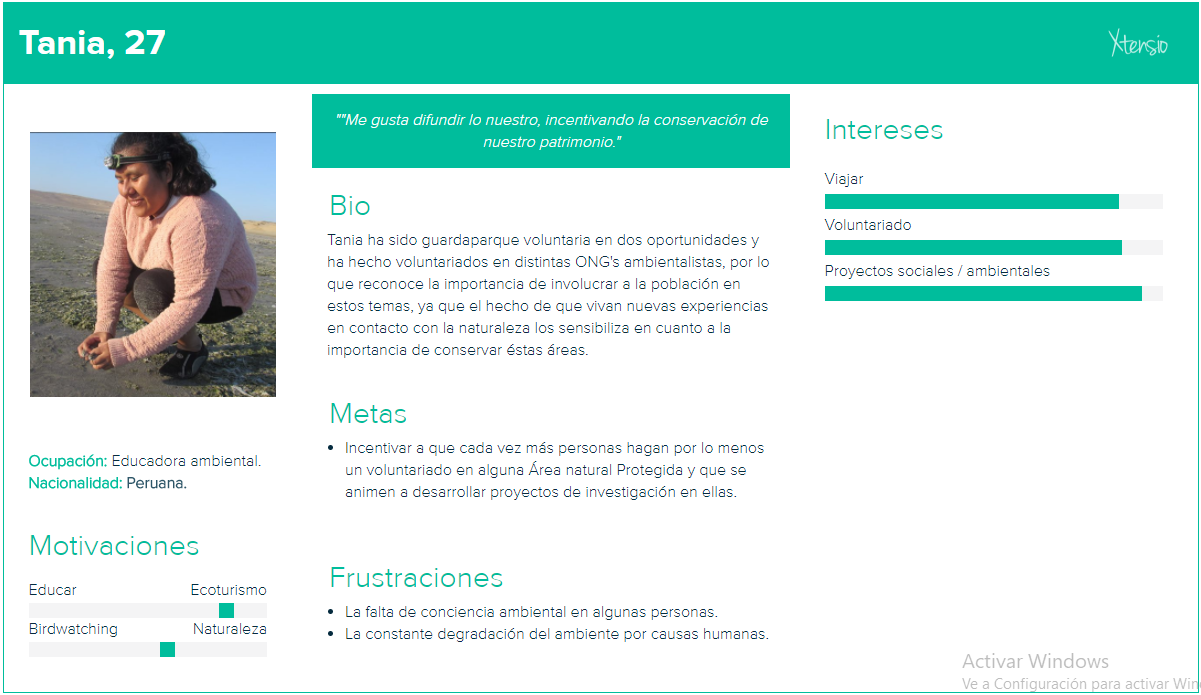 Tania, 27
Xtensio
""Me gusta difundir lo nuestro, incentivando la conservación de
nuestro patrimonio."
Ocupación: Educadora ambiental.
Nacionalidad: Peruana.
Motivaciones
Educar Ecoturismo
Birdwatching Naturaleza
Bio
Tania ha sido guardaparque voluntaria en dos oportunidades y
ha hecho voluntariados en distintas ONG's ambientalistas, por lo
que reconoce la importancia de involucrar a la población en
estos temas, ya que el hecho de que vivan nuevas experiencias
en contacto con la naturaleza los sensibiliza en cuanto a la
importancia de conservar éstas áreas.
Metas
• Incentivar a que cada vez más personas hagan por lo menos
un voluntariado en alguna Área natural Protegida y que se
animen a desarrollar proyectos de investigación en ellas.
Frustraciones
• La falta de conciencia ambiental en algunas personas.
• La constante degradación del ambiente por causas humanas.
Intereses
Viajar
Voluntariado
Proyectos sociales / ambientales
Activar Windows
Ve a Configuración para activar Win